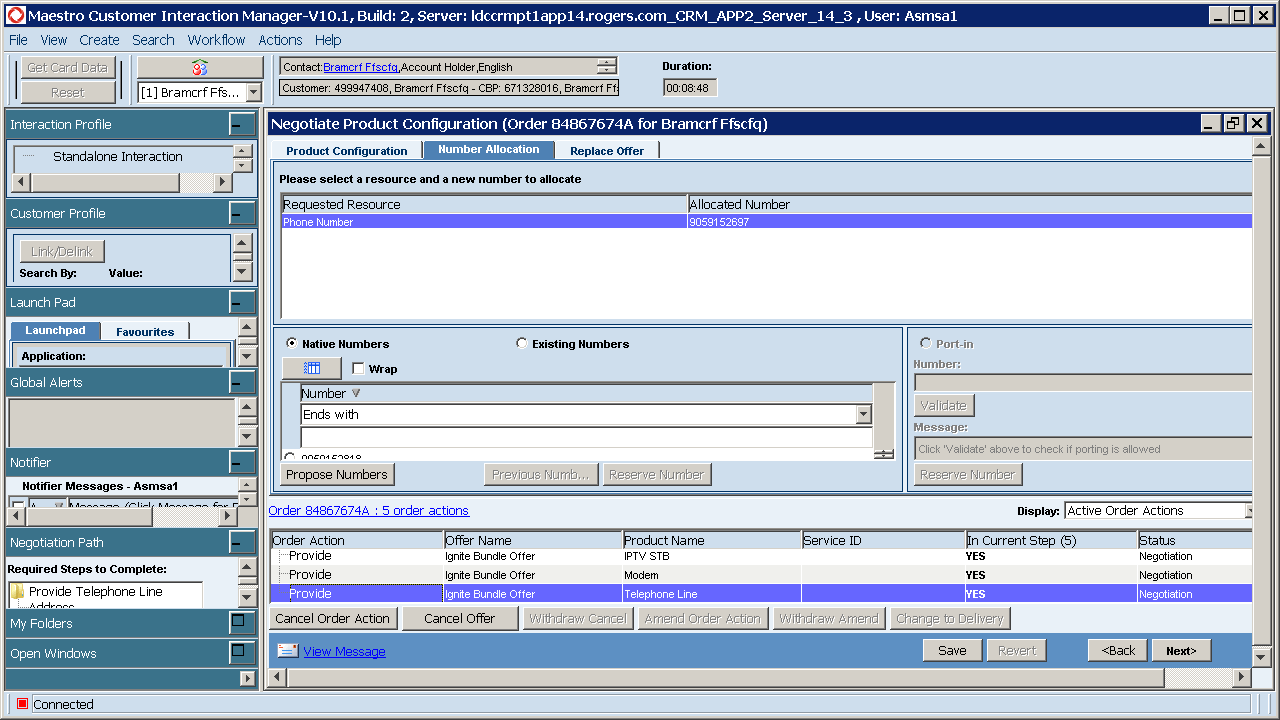 Maestro Customer Interaction Manager-V10.1, Build: 2, Server: ldccrmpt1app14.rogers.com_CRM_APP2_Server_14_3 , User: Asmsa1
File View Create Search Workflow Actions Help
Get Card Data
Reset
[1] Bramcrf Ffs...
Contact:Bramcrf Ffscfq,Account Holder,English
Customer: 499947408, Bramcrf Ffscfq - CBP: 671328016, Bramcrf Ff
Duration:
00:08:48
Interaction Profile
Standalone Interaction
Customer Profile
Link/Delink
Search By: Value:
Launch Pad
Launchpad Favourites
Application:
Global Alerts
Notifier
Notifier Messages - Asmsa1
Negotiation Path
Required Steps to Complete:
Provide Telephone Line
Address
My Folders
Open Windows
Negotiate Product Configuration (Order 84867674A for Bramcrf Ffscfq)
Product Configuration Number Allocation Replace Offer
Please select a resource and a new number to allocate
Requested Resource Allocated Number
Phone Number 9059152697
Native Numbers Existing Numbers
Wrap
Number
Ends with
9059152818
Propose Numbers Previous Numb... Reserve Number
Port-in
Number:
Validate
Message:
Click 'Validate' above to check if porting is allowed
Reserve Number
Order 84867674A : 5 order actions
Display: Active Order Actions
Order Action Offer Name Product Name Service ID In Current Step (5) Status
Provide Ignite Bundle Offer IPTV STB YES Negotiation
Provide Ignite Bundle Offer Modem YES Negotiation
Provide Ignite Bundle Offer Telephone Line YES Negotiation
Cancel Order Action Cancel Offer Withdraw Cancel Amend Order Action Withdraw Amend Change to Delivery
View Message Save Revert <Back Next>
Connected